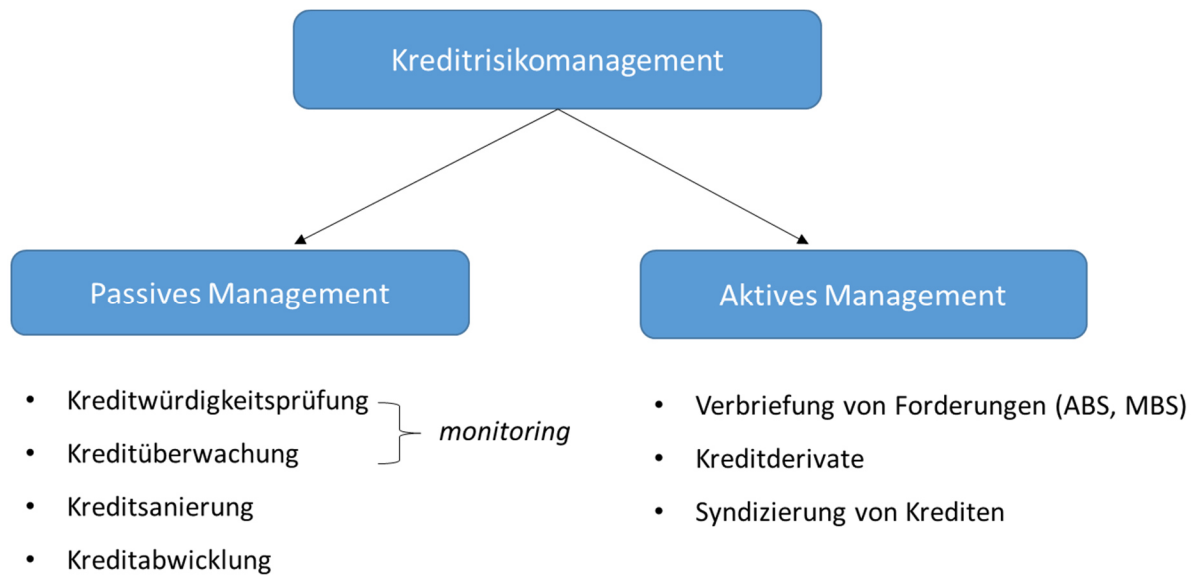 Kreditrisikomanagement
Passives Management
• Kreditwürdigkeitsprüfung
• Kreditüberwachung
monitoring
• Kreditsanierung
• Kreditabwicklung
Aktives Management
• Verbriefung von Forderungen (ABS, MBS)
• Kreditderivate
• Syndizierung von Krediten